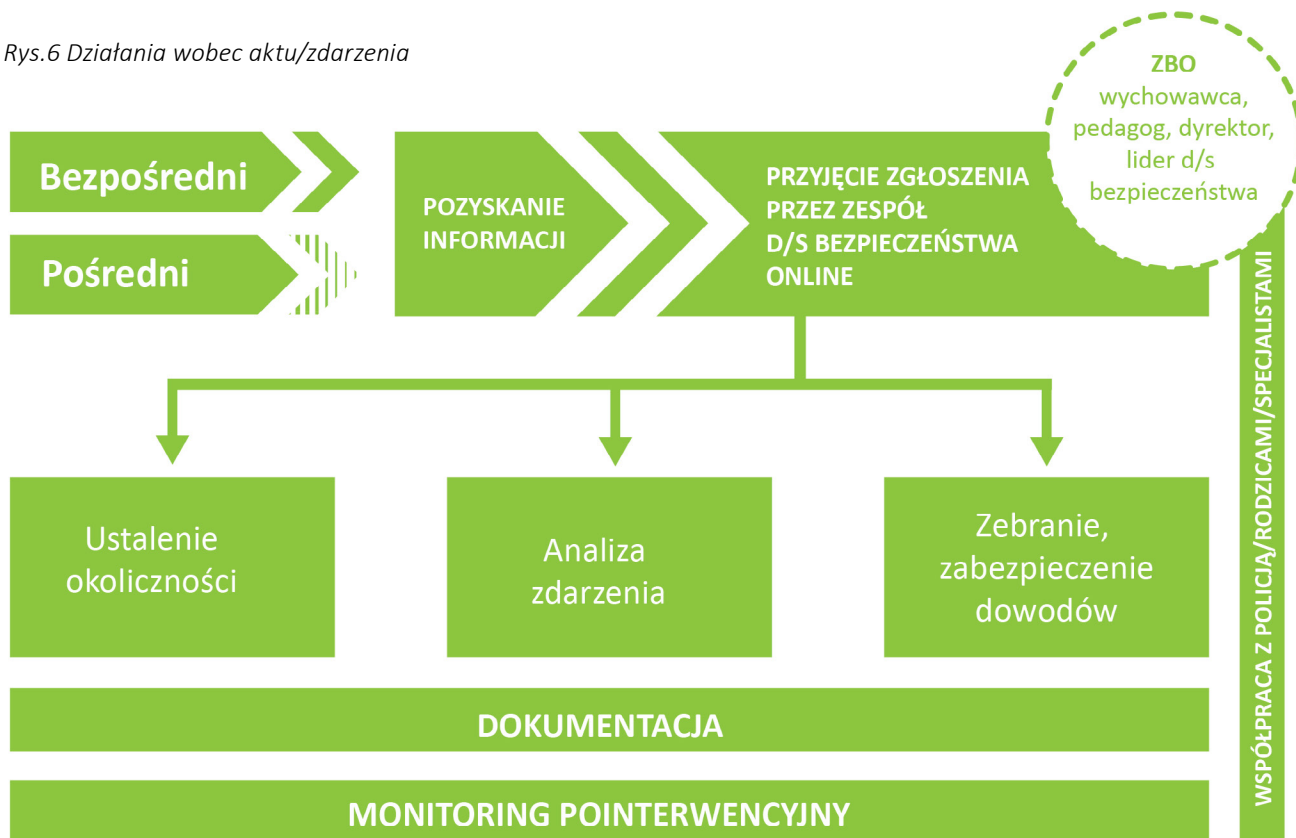 Rys.6 Działania wobec aktu/zdarzenia
ZBO
wychowawca,
pedagog, dyrektor,
lider d/s
bezpieczeństwa
Bezpośredni
Pośredni
POZYSKANIE
INFORMACJI
PRZYJĘCIE ZGŁOSZENIA
PRZEZ ZESPÓŁ
D/S BEZPIECZEŃSTWA
ONLINE
Ustalenie
okoliczności
Analiza
zdarzenia
Zebranie,
zabezpieczenie
dowodów
DOKUMENTACJA
MONITORING POINTERWENCYJNY
WSPÓŁPRACA Z POLICJĄ/RODZICAMI/SPECJALISTAMI